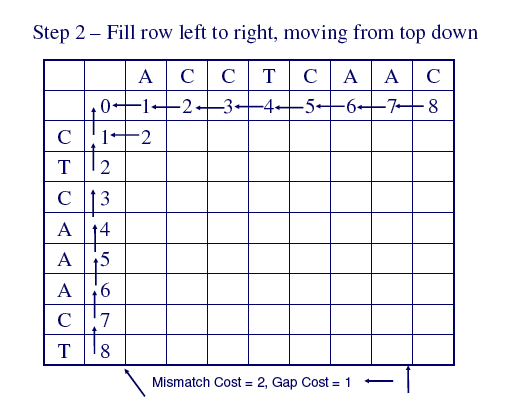 Step 2 – Fill row left to right, moving from top down
A C C T C A A C
0 1 2 3 4 5 6 7 8
C 1 2
T 2
C 3
A 4
A 5
A 6
C 7
T 8
Mismatch Cost = 2, Gap Cost = 1